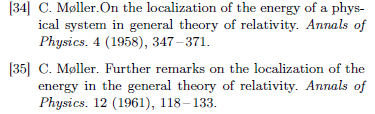 [34] C. Møller.On the localization of the energy of a phys-
ical system in general theory of relativity. Annals of
Physics. 4 (1958), 347–371.
[35] C. Møller. Further remarks on the localization of the
energy in the general theory of relativity. Annals of
Physics. 12 (1961), 118–133.